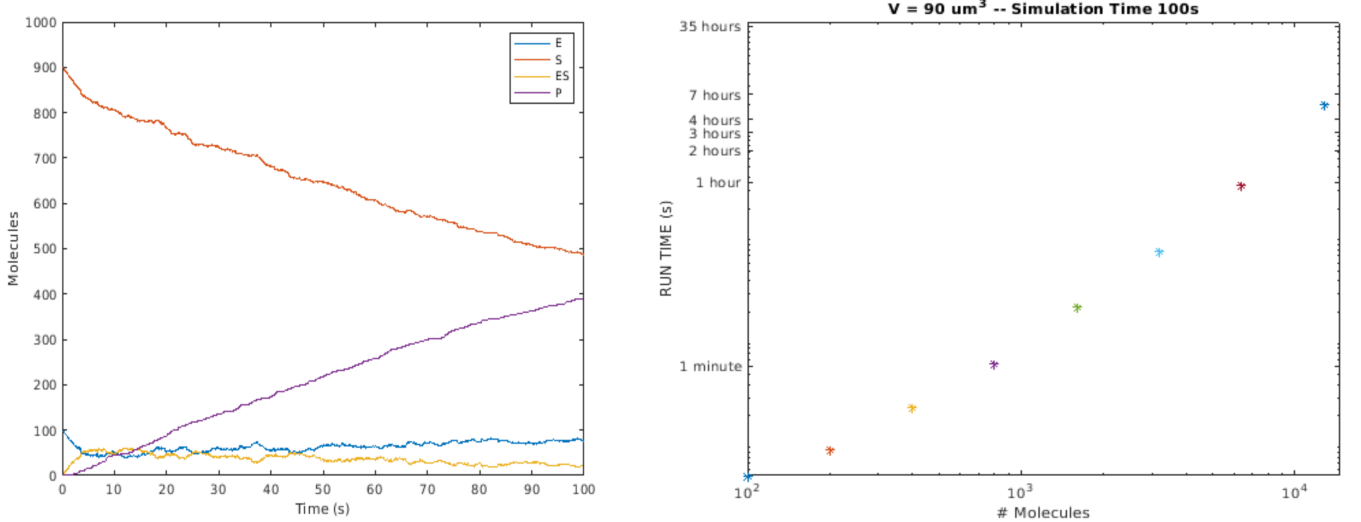 1000
900
800
700
600
500
400
300
200
100
0
Molecules
0 10 20 30 40 50 60 70 80 90 100
Time (s)
E
S
ES
P
V = 90 um³ -- Simulation Time 100s
35 hours
7 hours
4 hours
3 hours
2 hours
1 hour
1 minute
RUN TIME (s)
10² 10³ 10⁴
# Molecules